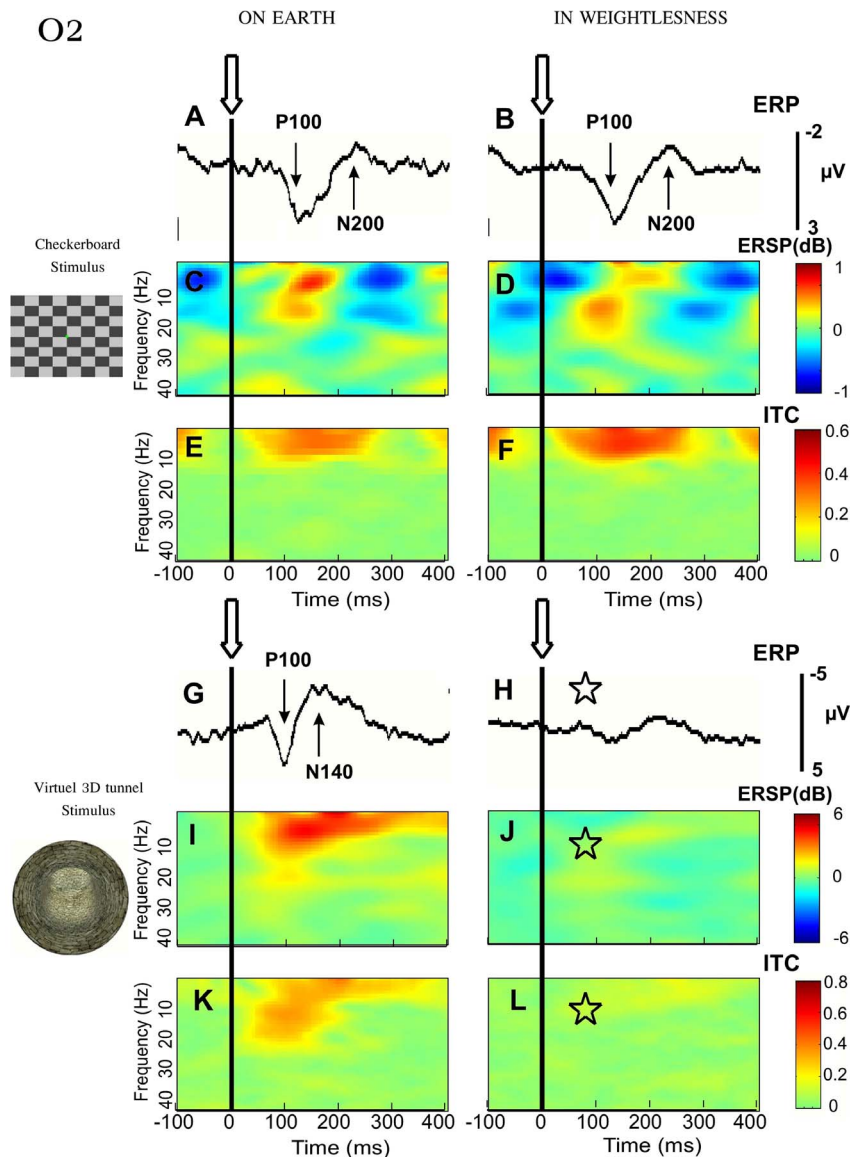 O2
ON EARTH
IN WEIGHTLESNESS
A
P100
N200
B
P100
N200
ERP
-2
µV
3
Checkerboard
Stimulus
C
D
Frequency (Hz)
10
20
30
40
ERSP(dB)
1
0
-1
E
F
Frequency (Hz)
10
20
30
40
ITC
0.6
0.4
0.2
0
-100 0 100 200 300 400
Time (ms)
-100 0 100 200 300 400
Time (ms)
G
P100
N140
H
ERP
-5
µV
5
Virtuel 3D tunnel
Stimulus
I
J
Frequency (Hz)
10
20
30
40
ERSP(dB)
6
4
2
0
-2
-4
-6
K
L
Frequency (Hz)
10
20
30
40
ITC
0.8
0.6
0.4
0.2
0
-100 0 100 200 300 400
Time (ms)
-100 0 100 200 300 400
Time (ms)